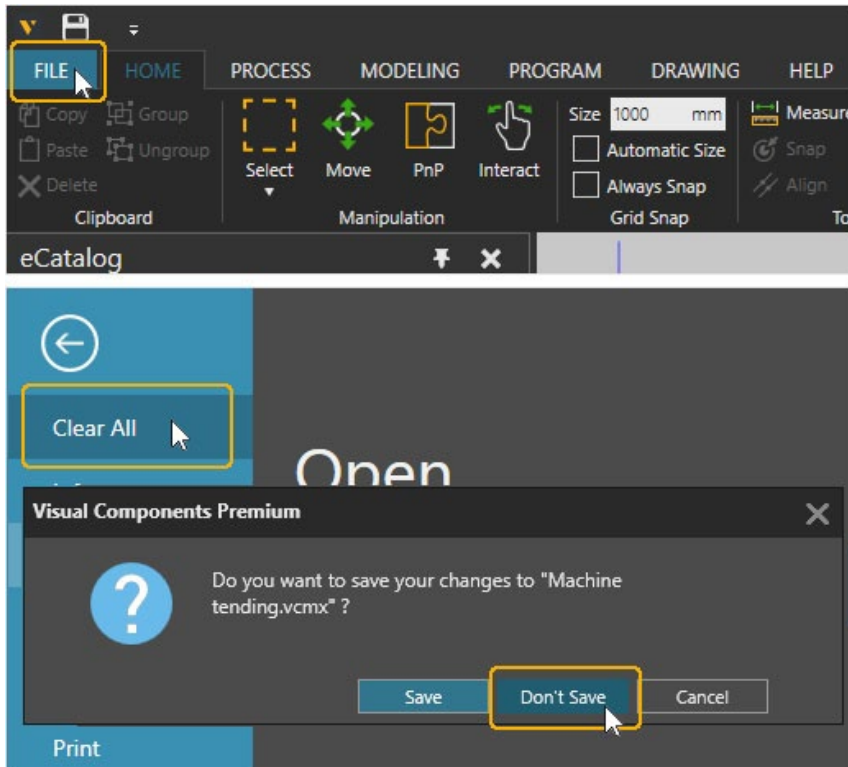 FILE HOME PROCESS MODELING PROGRAM DRAWING HELP
Copy Group
Paste Ungroup
Delete
Clipboard
Select Move PnP Interact
Manipulation
Size 1000 mm
Automatic Size
Always Snap
Grid Snap
Measure
Snap
Align
To
eCatalog
Clear All
Open
Visual Components Premium
Do you want to save your changes to "Machine
tending.vcmx" ?
Save Don't Save Cancel
Print